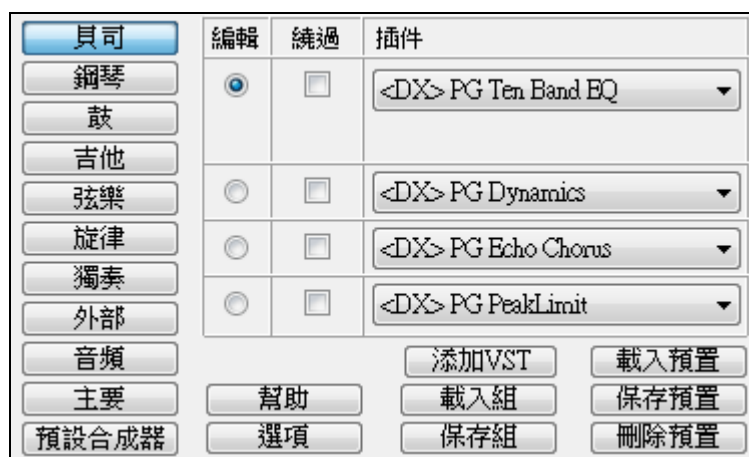 貝司
鋼琴
鼓
吉他
弦樂
旋律
獨奏
外部
音頻
主要
預設合成器
編輯 繞過 插件
<DX> PG Ten Band EQ
<DX> PG Dynamics
<DX> PG Echo Chorus
<DX> PG PeakLimit
添加VST 載入預置
幫助 載入組 保存預置
選項 保存組 刪除預置